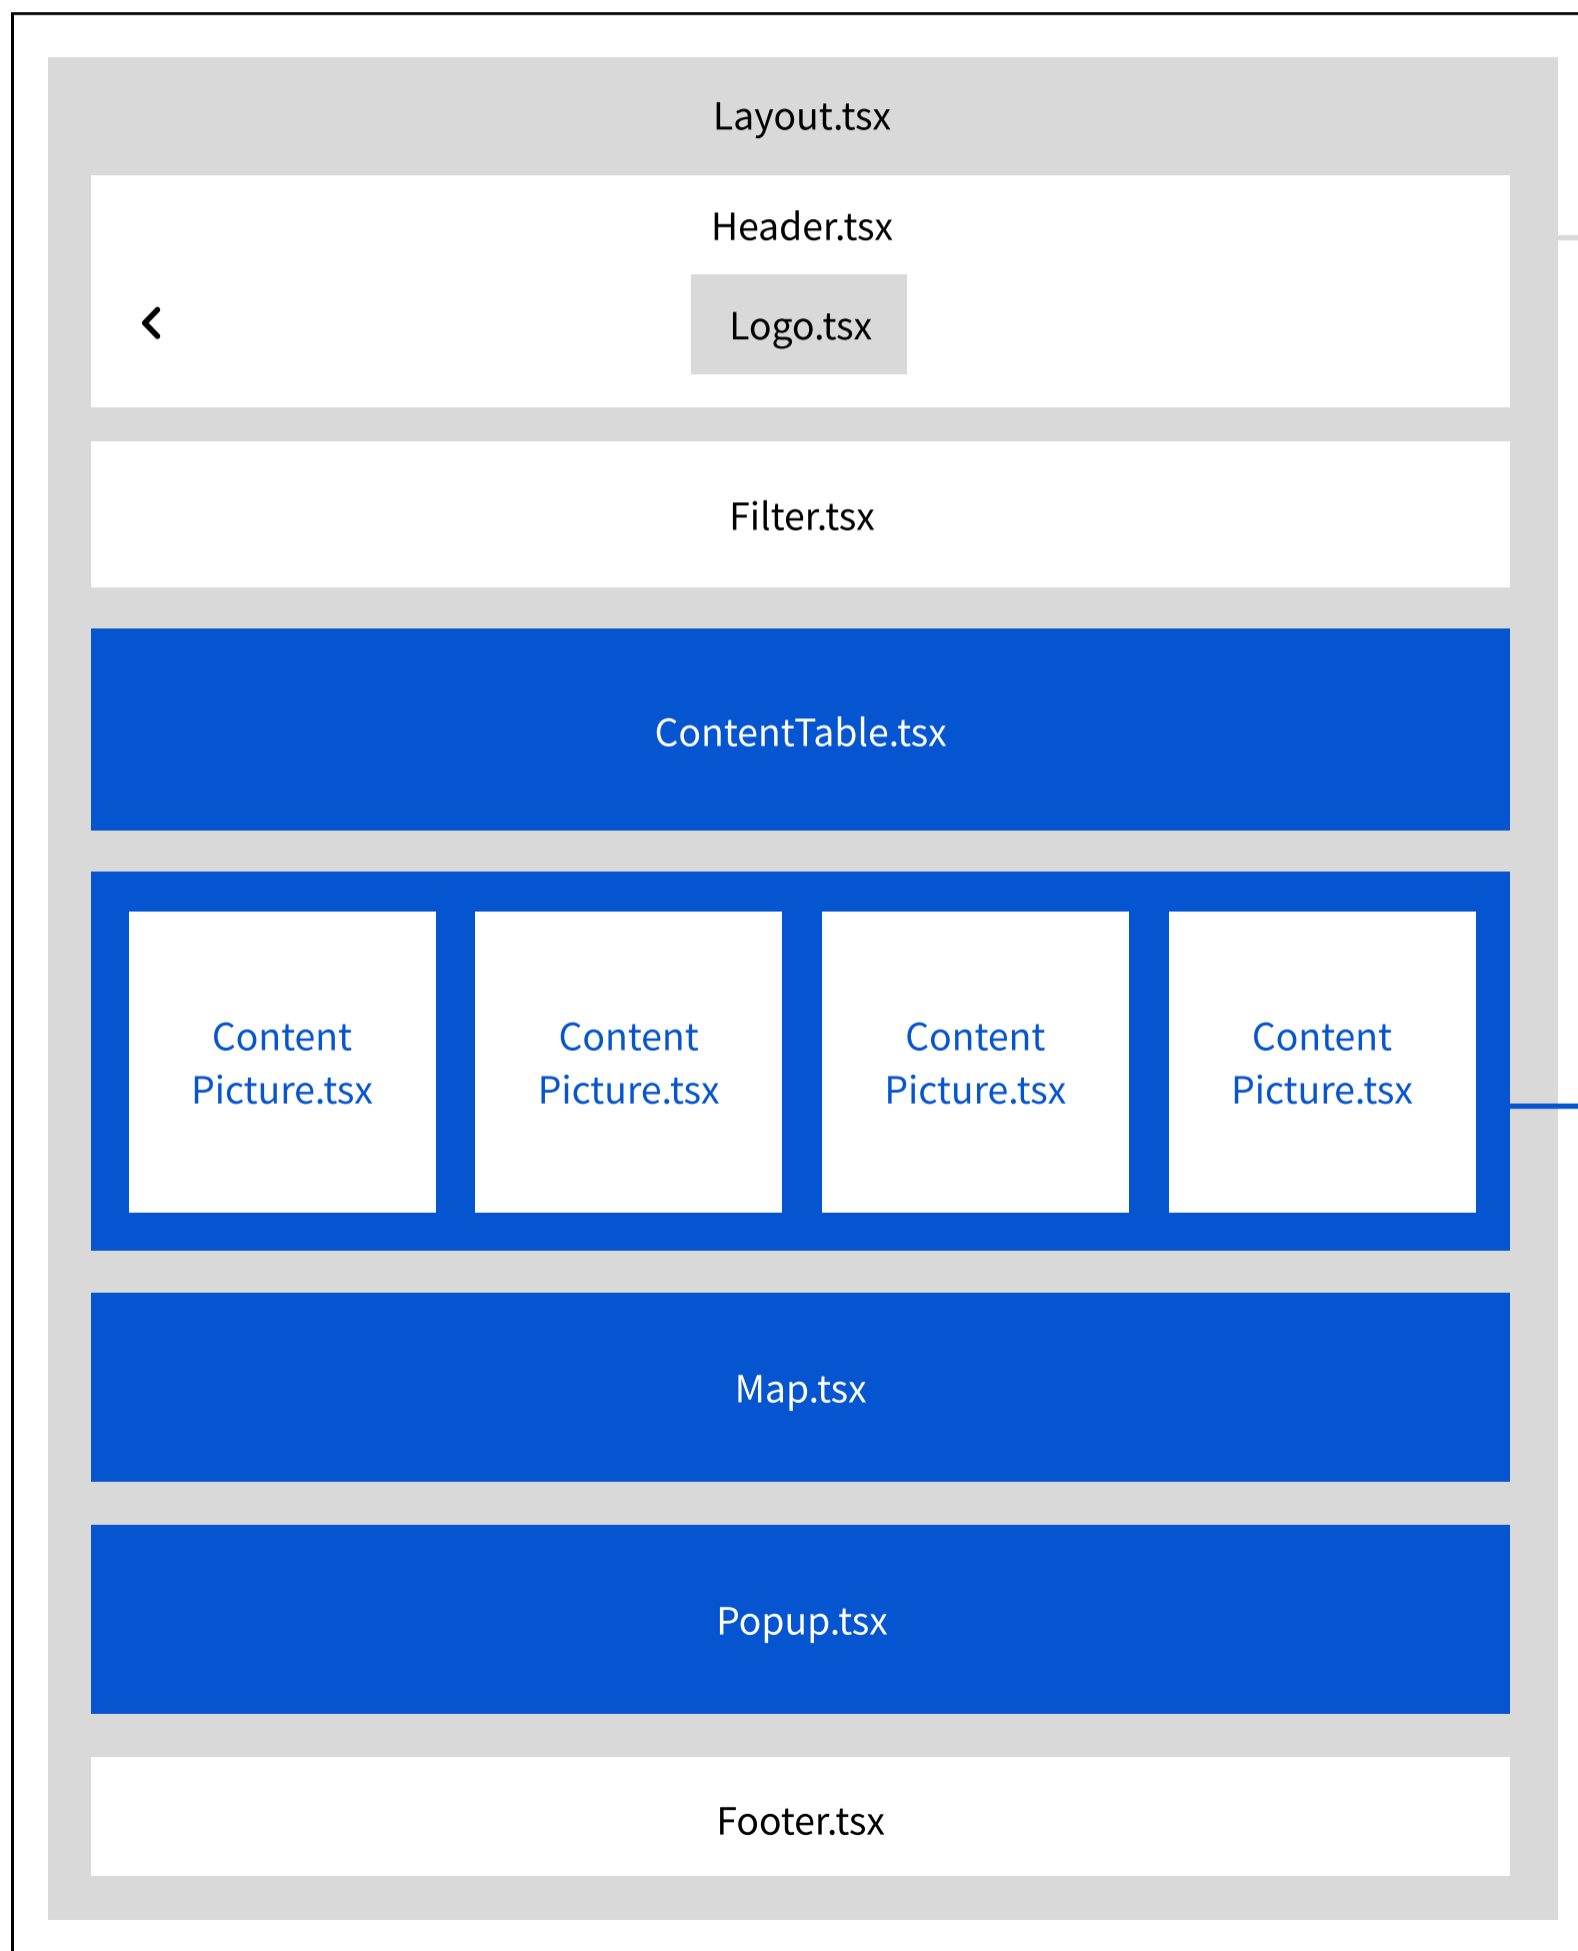 Layout.tsx
Header.tsx
Logo.tsx
Filter.tsx
ContentTable.tsx
Content
Picture.tsx
Content
Picture.tsx
Content
Picture.tsx
Content
Picture.tsx
Map.tsx
Popup.tsx
Footer.tsx